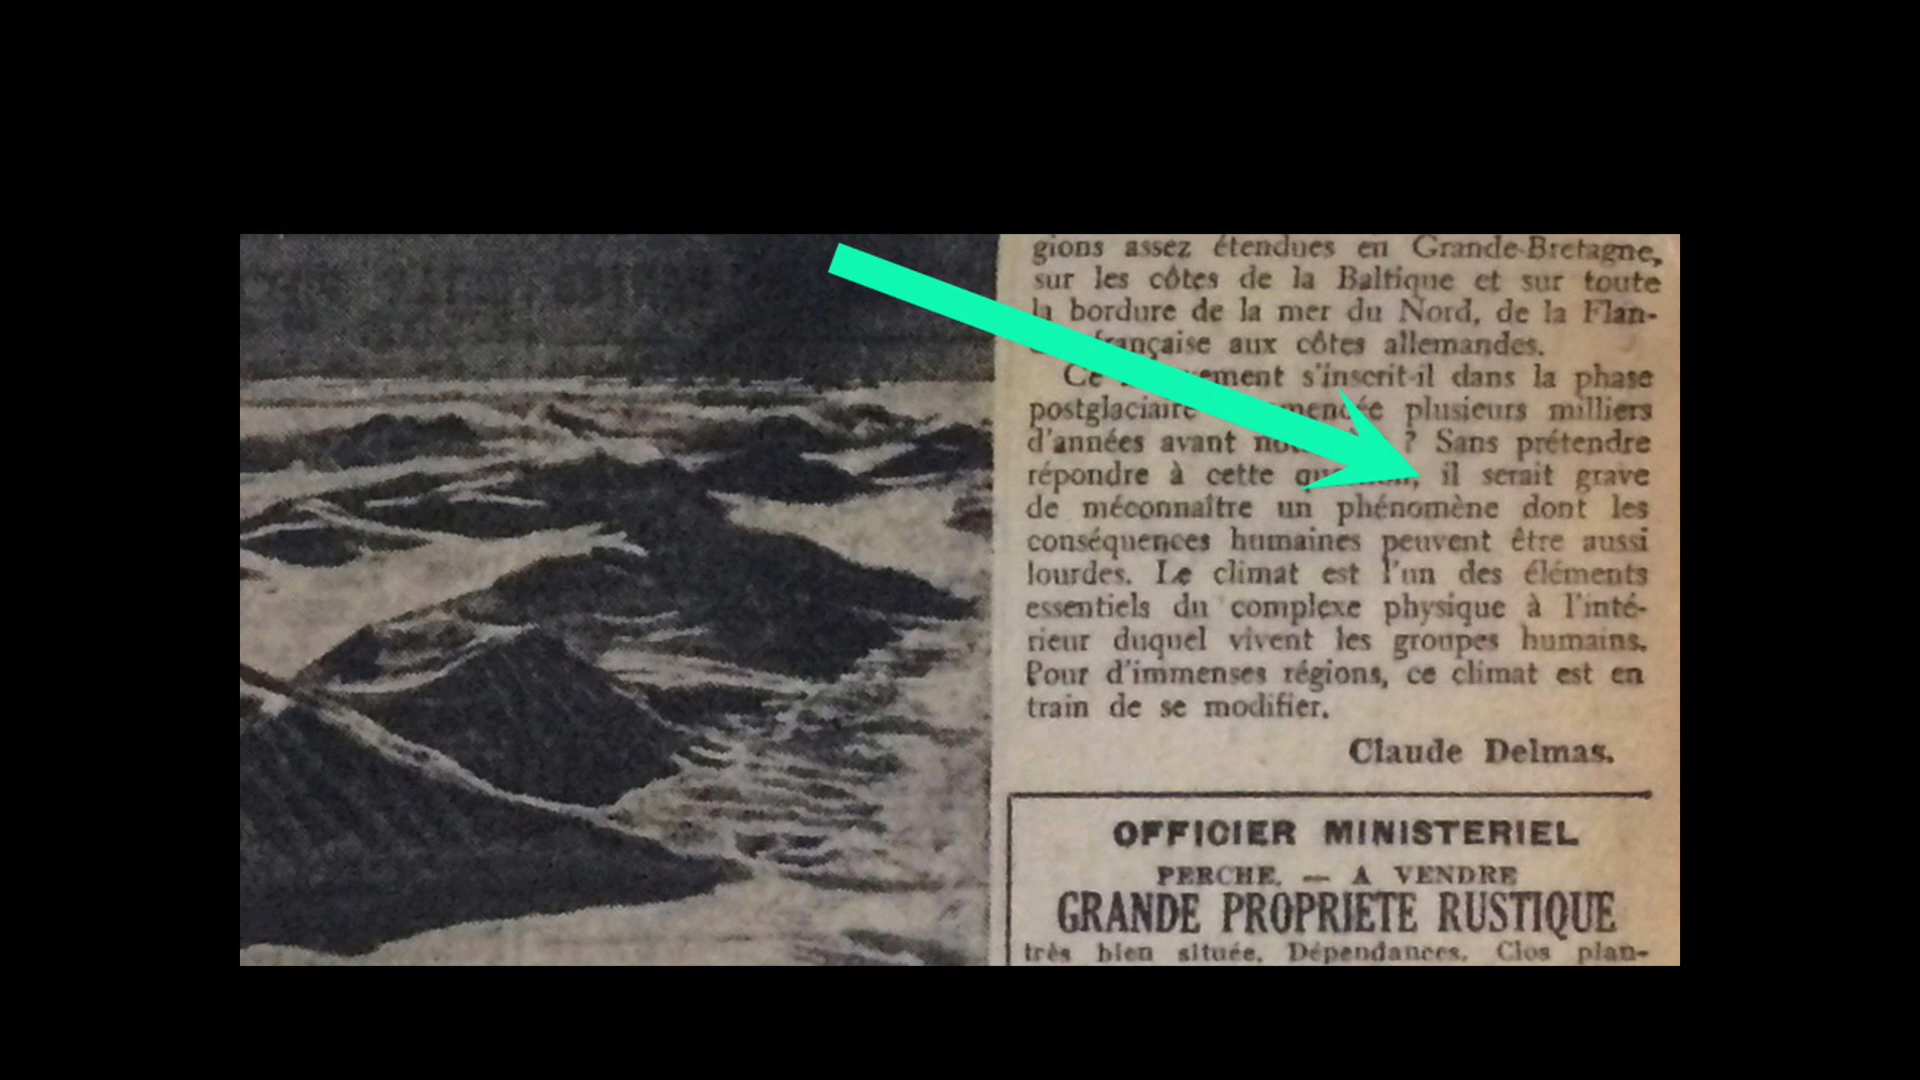 gions assez étendues en Grande-Bretagne,
sur les côtes de la Baltique et sur toute
la bordure de la mer du Nord, de la Flan-
française aux côtes allemandes.
Ce s'inscrit-il dans la phase
postglaciaire commencée plusieurs milliers
d'années avant ? Sans prétendre
répondre à cette question, il serait grave
de méconnaître un phénomène dont les
conséquences humaines peuvent être aussi
lourdes. Le climat est l'un des éléments
essentiels du complexe physique à l'inté-
rieur duquel vivent les groupes humains.
Pour d'immenses régions, ce climat est en
train de se modifier.
Claude Delmas.
OFFICIER MINISTERIEL
PERCHE. — A VENDRE
GRANDE PROPRIETE RUSTIQUE
très bien située. Dépendances. Clos plan-